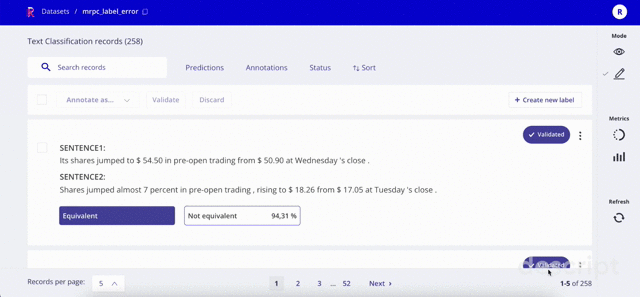 R Datasets / mrpc_label_error R
Text Classification records (258)
Mode
Search records Predictions Annotations Status Sort
Annotate as... Validate Discard + Create new label
Metrics
Validated
SENTENCE1:
Its shares jumped to $ 54.50 in pre-open trading from $ 50.90 at Wednesday 's close .
SENTENCE2:
Shares jumped almost 7 percent in pre-open trading , rising to $ 18.26 from $ 17.05 at Tuesday 's close .
Refresh
Equivalent Not equivalent 94,31 %
Validated
Records per page: 5 1 2 3 ... 52 Next > 1-5 of 258